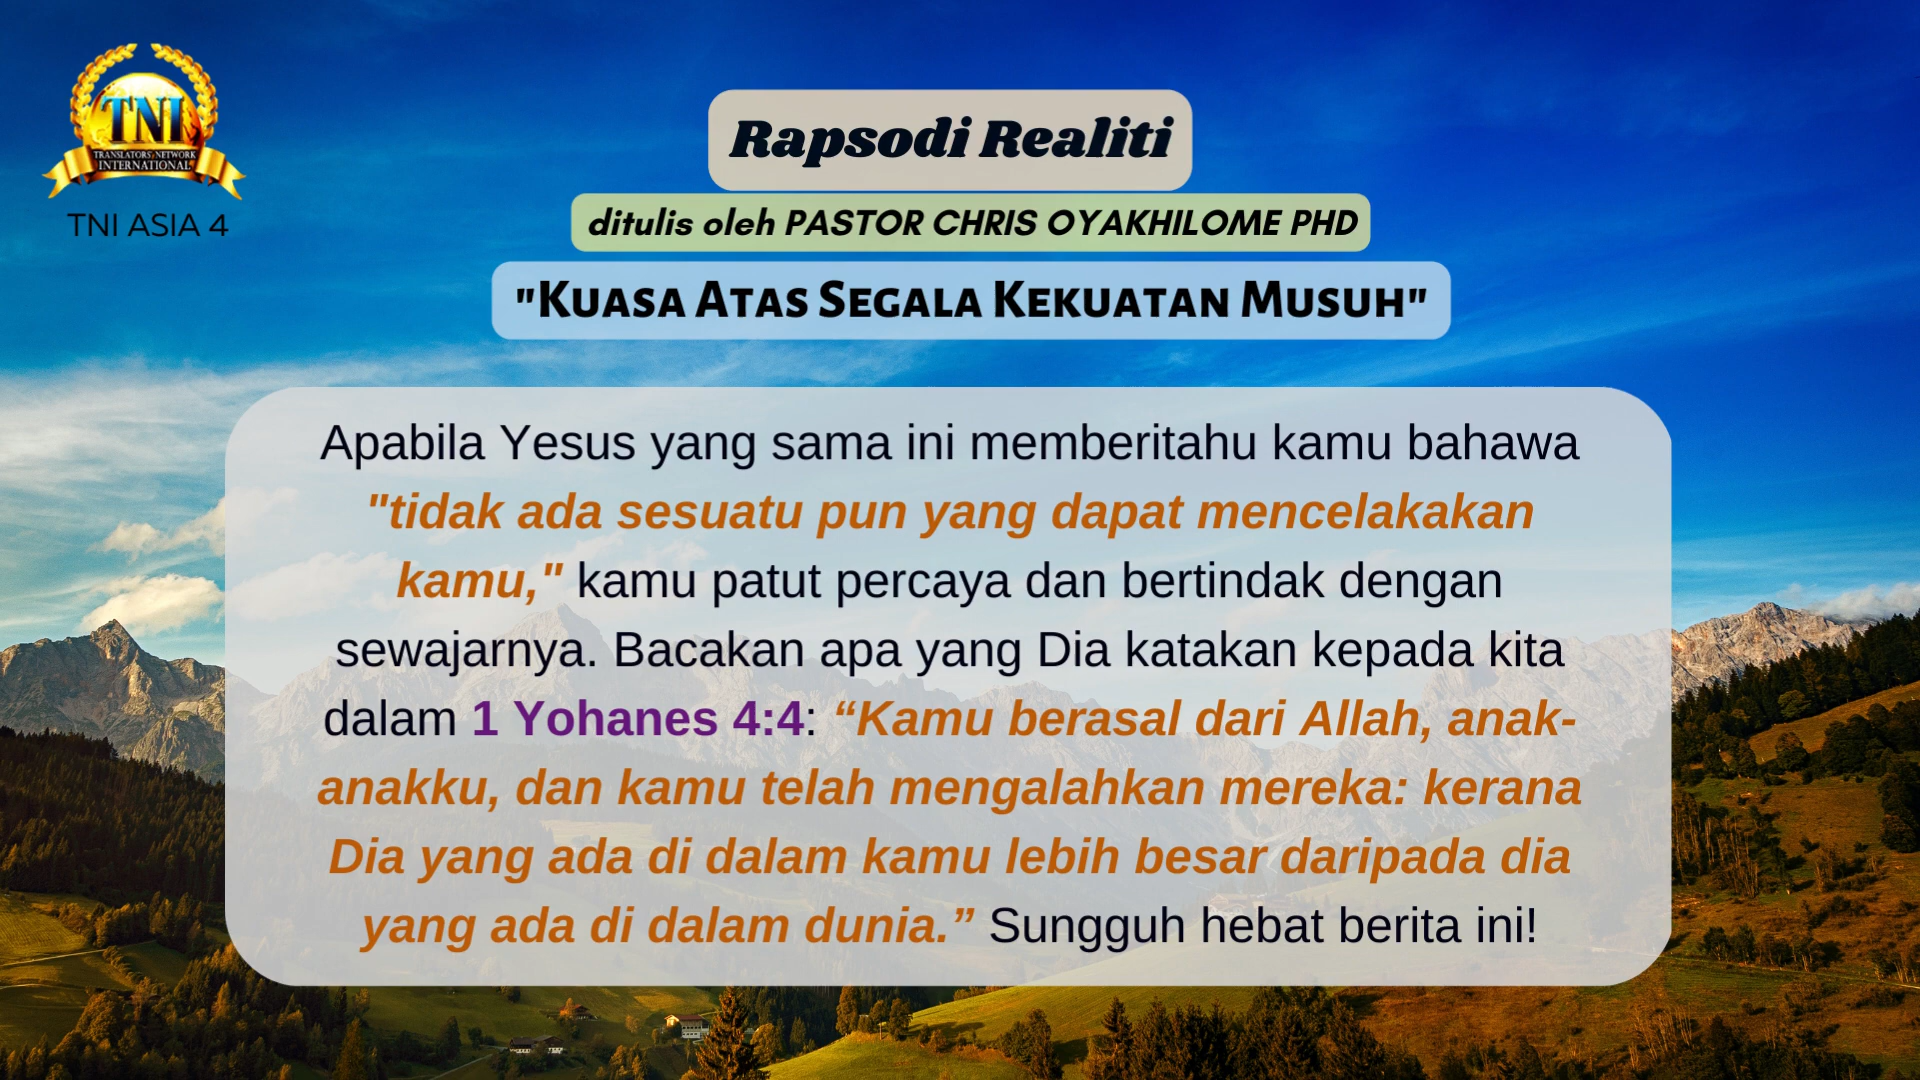 TNI
TRANSLATORS' NETWORK
INTERNATIONAL
TNI ASIA 4
Rapsodi Realiti
ditulis oleh PASTOR CHRIS OYAKHILOME PHD
"Kuasa Atas Segala Kekuatan Musuh"
Apabila Yesus yang sama ini memberitahu kamu bahawa
"tidak ada sesuatu pun yang dapat mencelakakan
kamu," kamu patut percaya dan bertindak dengan
sewajarnya. Bacakan apa yang Dia katakan kepada kita
dalam 1 Yohanes 4:4: “Kamu berasal dari Allah, anak-
anakku, dan kamu telah mengalahkan mereka: kerana
Dia yang ada di dalam kamu lebih besar daripada dia
yang ada di dalam dunia.” Sungguh hebat berita ini!